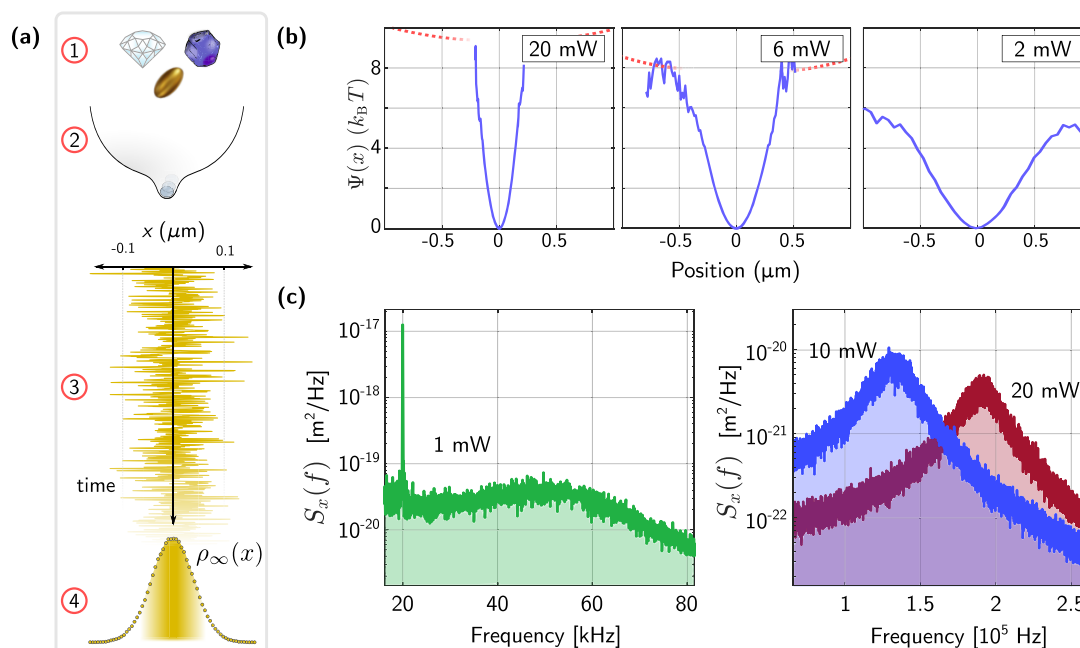 (a)
1
2
x (μm)
-0.1
0.1
3
time
ρ∞(x)
4
(b)
Ψ(x) (kBT)
8
4
0
20 mW
-0.5
0
0.5
6 mW
-0.5
0
0.5
2 mW
-0.5
0
0.5
Position (μm)
(c)
Sx(f) [m²/Hz]
10⁻¹⁷
10⁻¹⁸
10⁻¹⁹
10⁻²⁰
1 mW
20
40
60
80
Frequency [kHz]
Sx(f) [m²/Hz]
10⁻²⁰
10⁻²¹
10⁻²²
10 mW
20 mW
1
1.5
2
2.5
Frequency [10⁵ Hz]